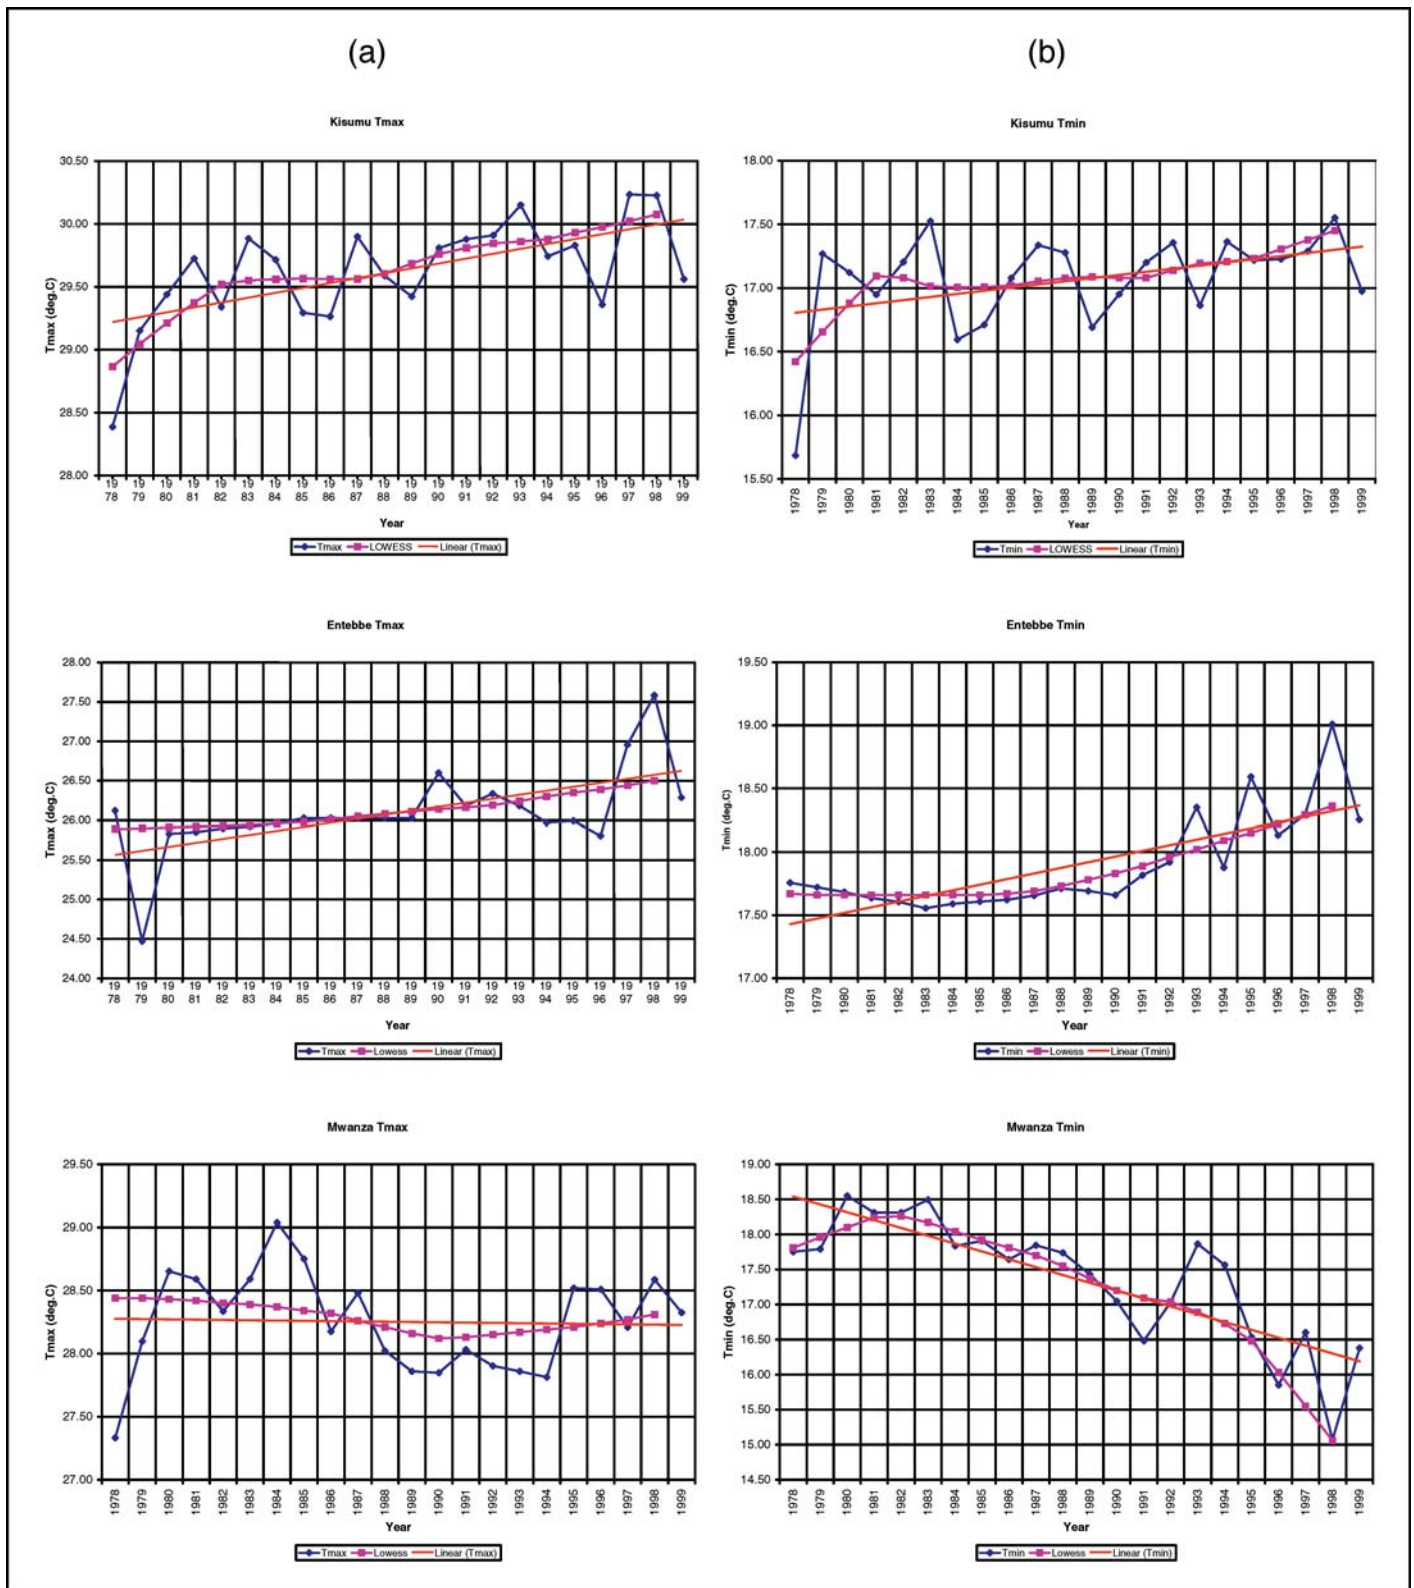 (a)
(b)
Kisumu Tmax
30.50
30.00
29.50
29.00
28.50
28.00
Tmax (deg.C)
19 19 19 19 19 19 19 19 19 19 19 19 19 19 19 19 19 19 19 19 19 19
78 79 80 81 82 83 84 85 86 87 88 89 90 91 92 93 94 95 96 97 98 99
Year
Tmax LOWESS Linear (Tmax)
Kisumu Tmin
18.00
17.50
17.00
16.50
16.00
15.50
Tmin (deg.C)
1978 1979 1980 1981 1982 1983 1984 1985 1986 1987 1988 1989 1990 1991 1992 1993 1994 1995 1996 1997 1998 1999
Year
Tmin LOWESS Linear (Tmin)
Entebbe Tmax
28.00
27.50
27.00
26.50
26.00
25.50
25.00
24.50
24.00
Tmax (deg.C)
19 19 19 19 19 19 19 19 19 19 19 19 19 19 19 19 19 19 19 19 19 19
78 79 80 81 82 83 84 85 86 87 88 89 90 91 92 93 94 95 96 97 98 99
Year
Tmax Lowess Linear (Tmax)
Entebbe Tmin
19.50
19.00
18.50
18.00
17.50
17.00
Tmin (deg.C)
1978 1979 1980 1981 1982 1983 1984 1985 1986 1987 1988 1989 1990 1991 1992 1993 1994 1995 1996 1997 1998 1999
Year
Tmin Lowess Linear (Tmin)
Mwanza Tmax
29.50
29.00
28.50
28.00
27.50
27.00
Tmax (deg.C)
1978 1979 1980 1981 1982 1983 1984 1985 1986 1987 1988 1989 1990 1991 1992 1993 1994 1995 1996 1997 1998 1999
Year
Tmax Lowess Linear (Tmax)
Mwanza Tmin
19.00
18.50
18.00
17.50
17.00
16.50
16.00
15.50
15.00
14.50
Tmin (deg.C)
1978 1979 1980 1981 1982 1983 1984 1985 1986 1987 1988 1989 1990 1991 1992 1993 1994 1995 1996 1997 1998 1999
Year
Tmin Lowess Linear (Tmin)